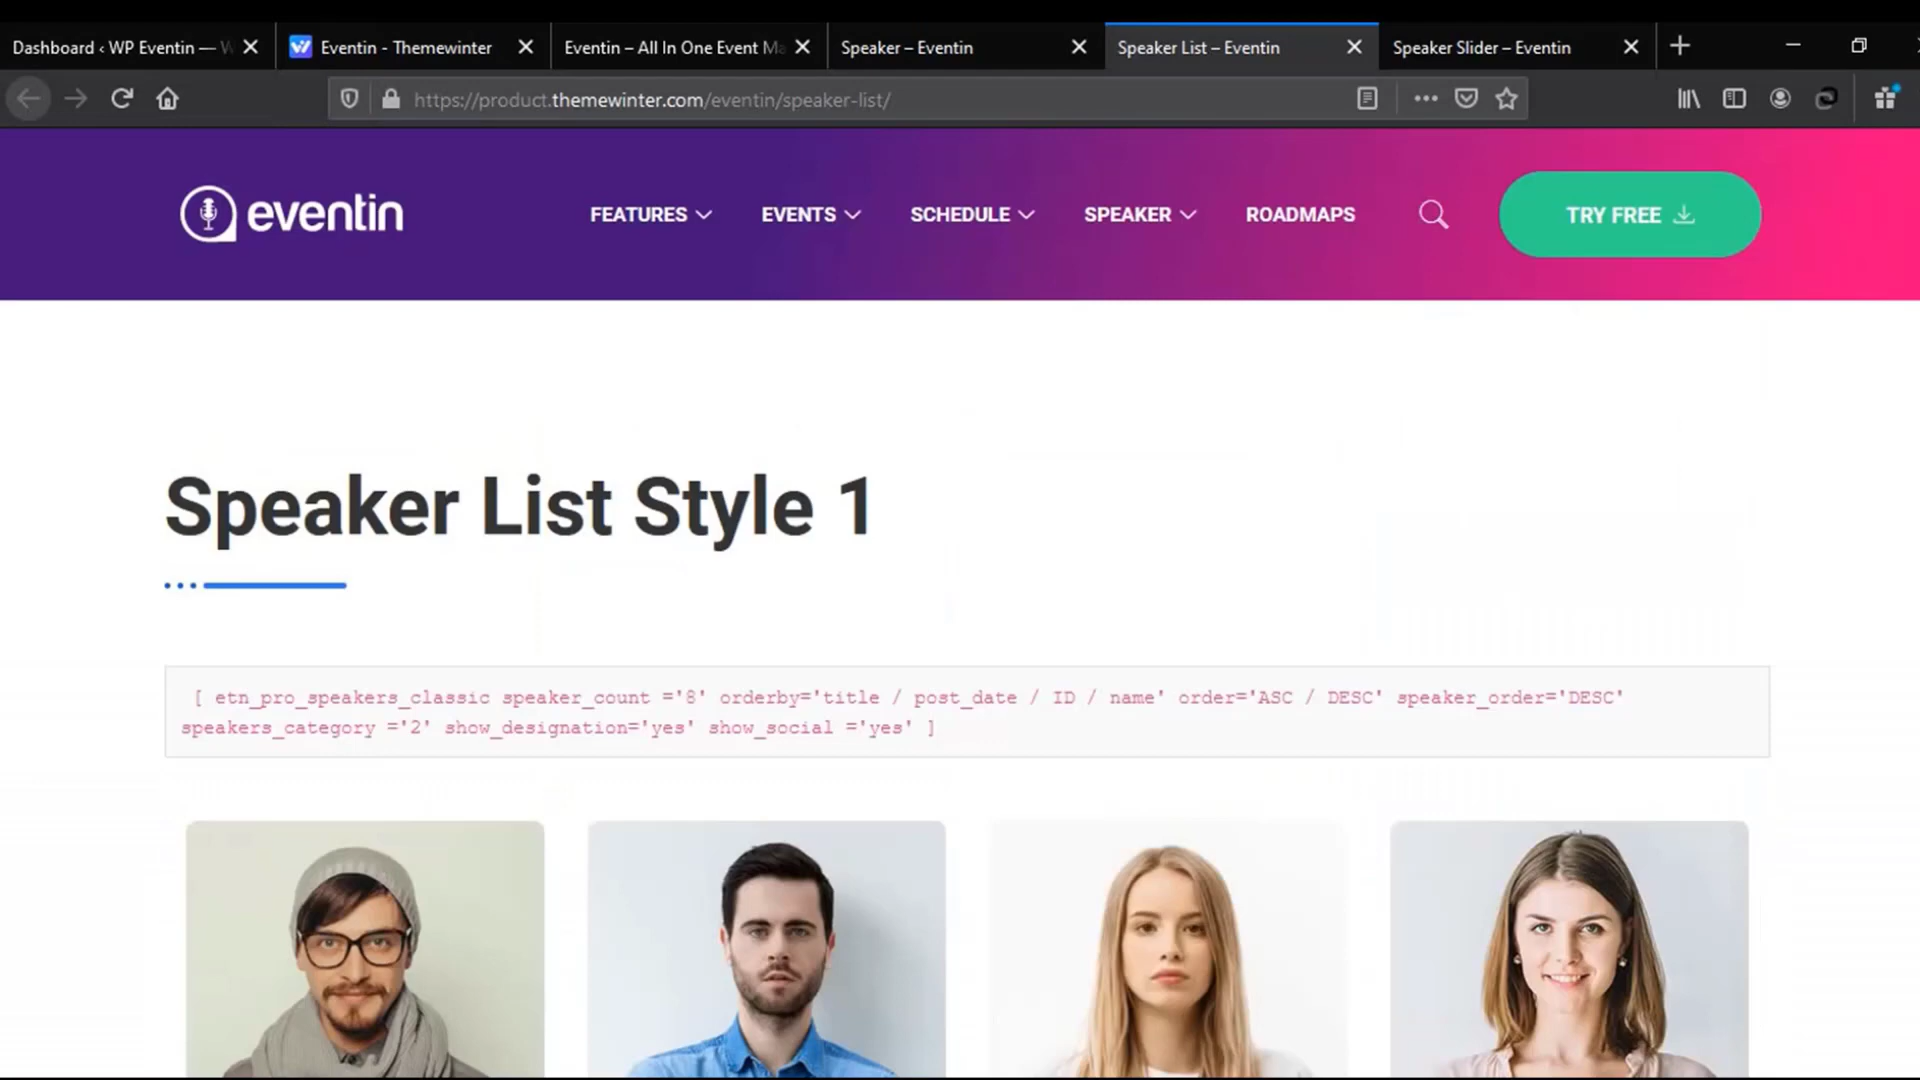 Dashboard ‹ WP Eventin —
Eventin - Themewinter
Eventin – All In One Event Ma
Speaker – Eventin
Speaker List – Eventin
Speaker Slider – Eventin
https://product.themewinter.com/eventin/speaker-list/
eventin
FEATURES
EVENTS
SCHEDULE
SPEAKER
ROADMAPS
TRY FREE
Speaker List Style 1
[ etn_pro_speakers_classic speaker_count ='8' orderby='title / post_date / ID / name' order='ASC / DESC' speaker_order='DESC'
speakers_category ='2' show_designation='yes' show_social ='yes' ]